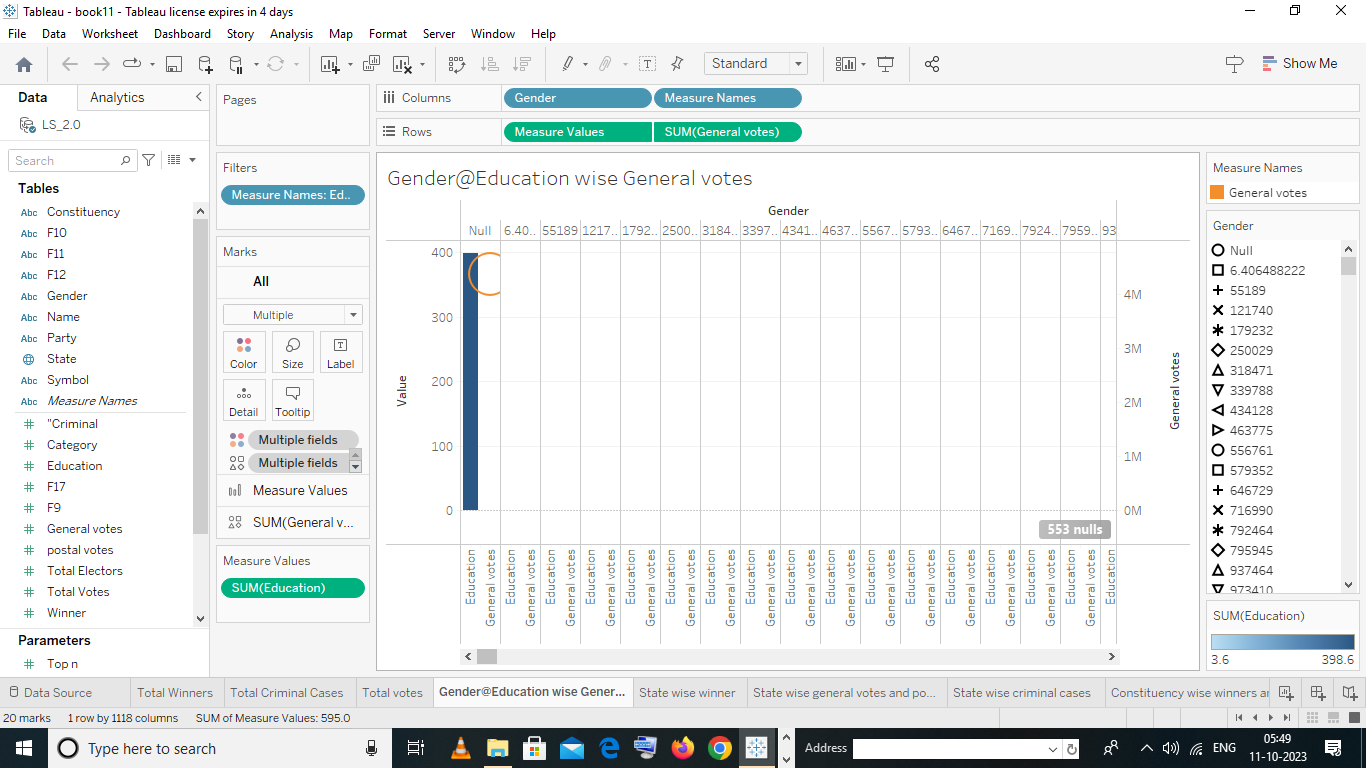 Tableau - book11 - Tableau license expires in 4 days
File Data Worksheet Dashboard Story Analysis Map Format Server Window Help
Standard
Show Me
Data Analytics
LS_2.0
Search
Tables
Abc Constituency
Abc F10
Abc F11
Abc F12
Abc Gender
Abc Name
Abc Party
State
Abc Symbol
Abc Measure Names
"Criminal
Category
Education
F17
F9
General votes
postal votes
Total Electors
Total Votes
Winner
Parameters
Top n
Pages
Filters
Measure Names: Ed..
Marks
All
Multiple
Color Size Label
Detail Tooltip
Multiple fields
Multiple fields
Measure Values
SUM(General v...
Measure Values
SUM(Education)
Columns Gender Measure Names
Rows Measure Values SUM(General votes)
Gender@Education wise General votes
Gender
Null 6.40.. 55189 1217.. 1792.. 2500.. 3184.. 3397.. 4341.. 4637.. 5567.. 5793.. 6467.. 7169.. 7924.. 7959.. 93
400
300
200
100
0
Value
4M
3M
2M
1M
0M
General votes
553 nulls
Education General votes Education General votes Education General votes Education General votes Education General votes Education General votes Education General votes Education General votes Education General votes Education General votes Education General votes Education General votes Education General votes Education General votes Education General votes Education General votes Education
Measure Names
General votes
Gender
Null
6.406488222
55189
121740
179232
250029
318471
339788
434128
463775
556761
579352
646729
716990
792464
795945
937464
973410
SUM(Education)
3.6 398.6
Data Source Total Winners Total Criminal Cases Total votes Gender@Education wise Gener... State wise winner State wise general votes and po... State wise criminal cases Constituency wise winners ar
20 marks 1 row by 1118 columns SUM of Measure Values: 595.0
Type here to search
Address
ENG
05:49
11-10-2023